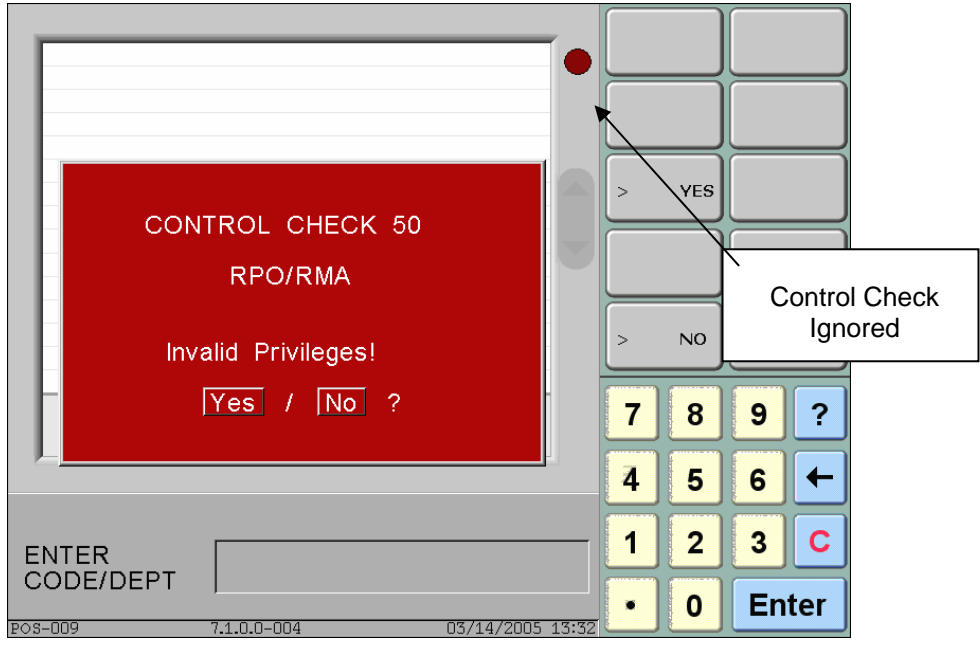 CONTROL CHECK 50
RPO/RMA
Invalid Privileges!
Yes / No ?
> YES
> NO
Control Check
Ignored
7 8 9 ?
4 5 6 ←
1 2 3 C
• 0 Enter
ENTER
CODE/DEPT
POS-009 7.1.0.0-004 03/14/2005 13:32